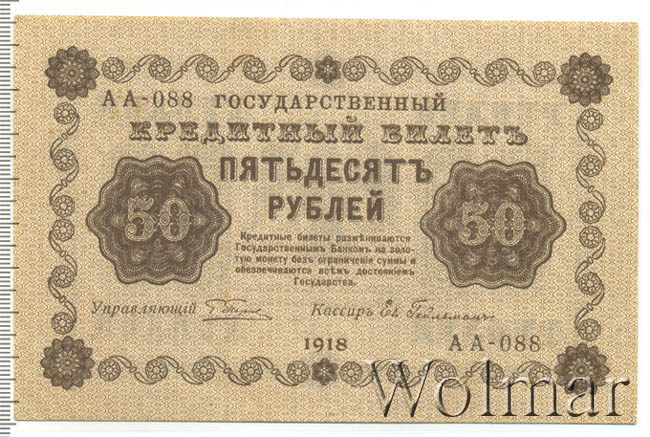 АА-088 ГОСУДАРСТВЕННЫЙ
КРЕДИТНЫЙ БИЛЕТЪ
ПЯТЬДЕСЯТЪ
РУБЛЕЙ
50
50
Кредитные билеты размѣниваются
Государственнымъ Банкомъ на золо-
тую монету безъ ограниченія суммы и
обезпечиваются всѣмъ достояніемъ
Государства.
Управляющій Кассиръ
1918 АА-088
Wolmar